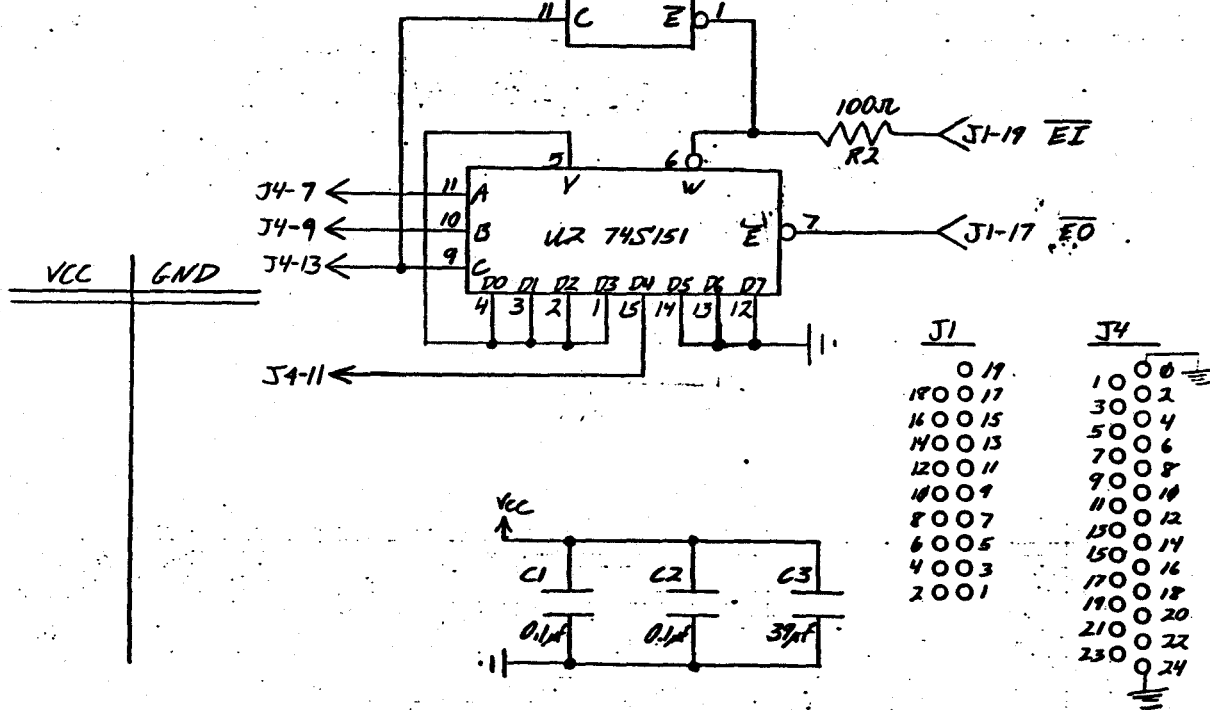 11 C E 1
100Ω
R2
J1-19 EI
5 6
Y W
J4-7 11 A
J4-9 10 B U2 74S151 E 7 J1-17 EO
J4-13 9 C
D0 D1 D2 D3 D4 D5 D6 D7
4 3 2 1 15 14 13 12
J4-11
VCC GND
J1
19
18 17
16 15
14 13
12 11
10 9
8 7
6 5
4 3
2 1
J4
0
1 2
3 4
5 6
7 8
9 10
11 12
13 14
15 16
17 18
19 20
21 22
23 24
Vcc
C1 C2 C3
0.1µf 0.1µf 39µf